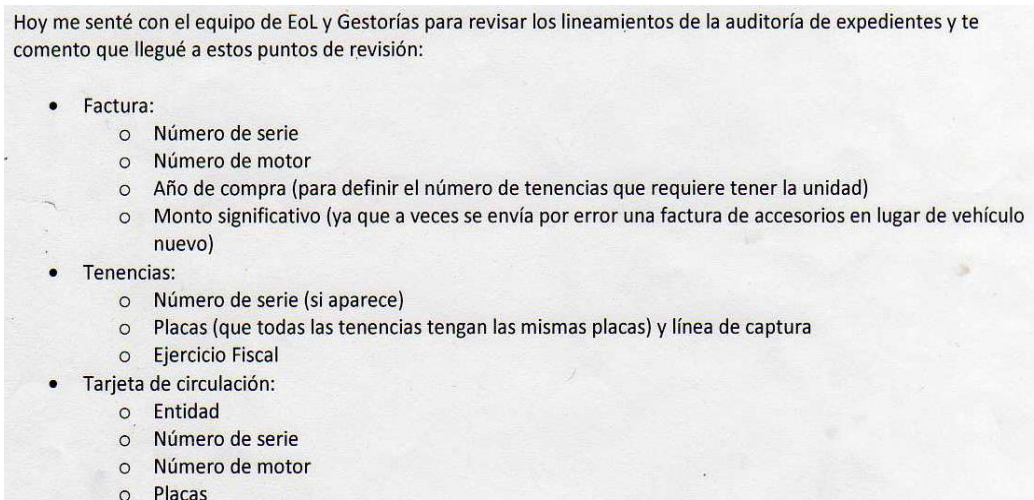 Hoy me senté con el equipo de EoL y Gestorías para revisar los lineamientos de la auditoría de expedientes y te
comento que llegué a estos puntos de revisión:
• Factura:
o Número de serie
o Número de motor
o Año de compra (para definir el número de tenencias que requiere tener la unidad)
o Monto significativo (ya que a veces se envía por error una factura de accesorios en lugar de vehículo
nuevo)
• Tenencias:
o Número de serie (si aparece)
o Placas (que todas las tenencias tengan las mismas placas) y línea de captura
o Ejercicio Fiscal
• Tarjeta de circulación:
o Entidad
o Número de serie
o Número de motor
o Placas